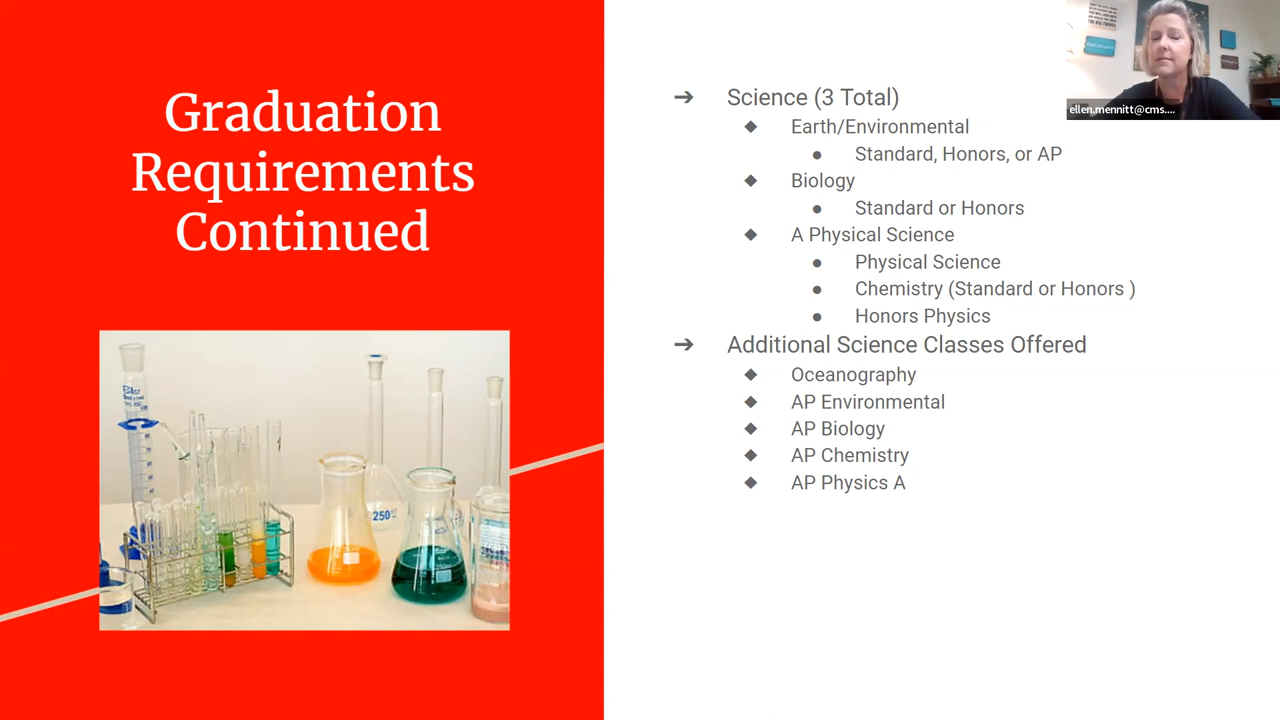 Graduation
Requirements
Continued
➔ Science (3 Total)
◆ Earth/Environmental
● Standard, Honors, or AP
◆ Biology
● Standard or Honors
◆ A Physical Science
● Physical Science
● Chemistry (Standard or Honors )
● Honors Physics
➔ Additional Science Classes Offered
◆ Oceanography
◆ AP Environmental
◆ AP Biology
◆ AP Chemistry
◆ AP Physics A
ellen.mennitt@cms....
250